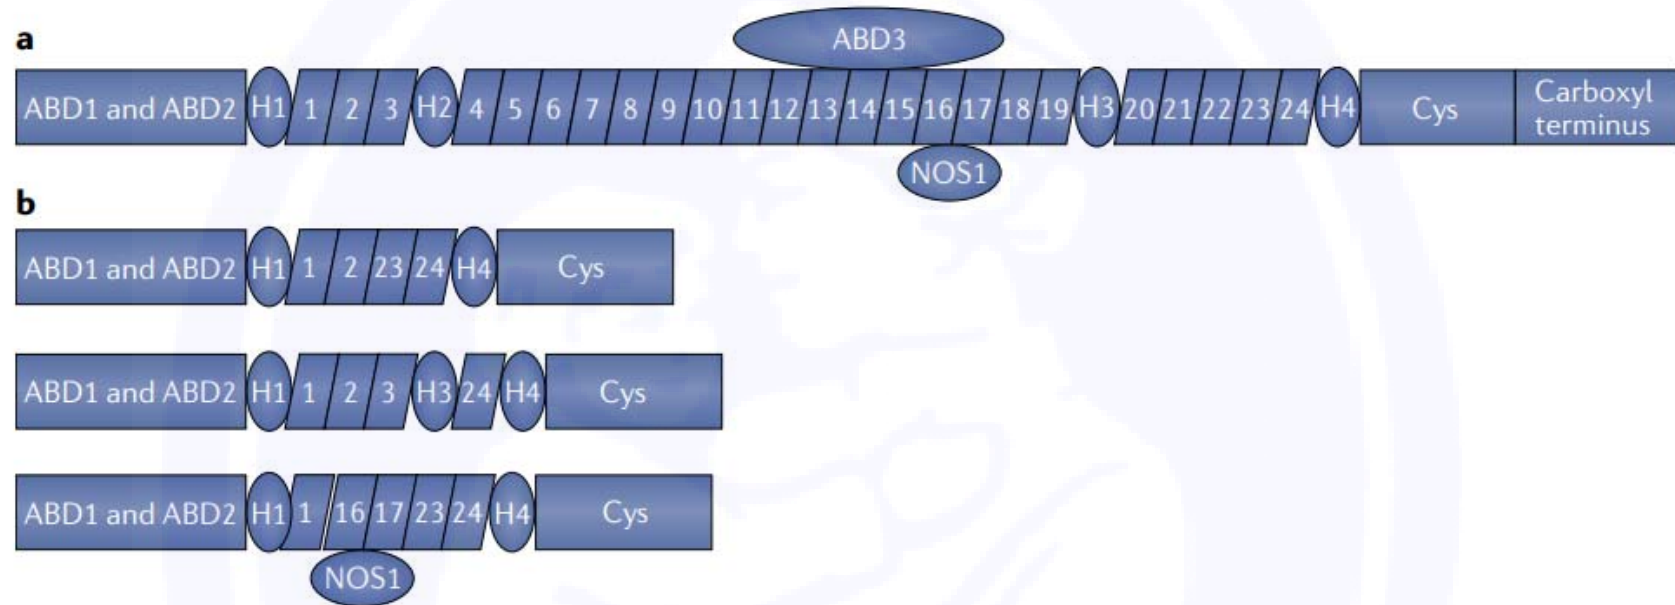 a
ABD3
ABD1 and ABD2 H1 1 2 3 H2 4 5 6 7 8 9 10 11 12 13 14 15 16 17 18 19 H3 20 21 22 23 24 H4 Cys Carboxyl
terminus
NOS1
b
ABD1 and ABD2 H1 1 2 23 24 H4 Cys
ABD1 and ABD2 H1 1 2 3 H3 24 H4 Cys
ABD1 and ABD2 H1 1 16 17 23 24 H4 Cys
NOS1